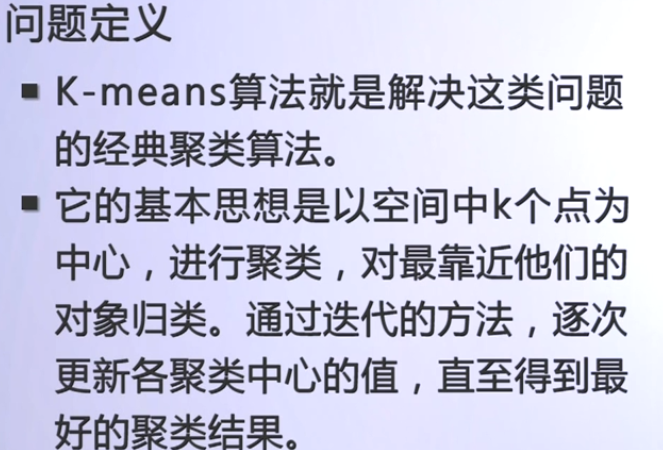 问题定义
▪ K-means算法就是解决这类问题
的经典聚类算法。
▪ 它的基本思想是以空间中k个点为
中心，进行聚类，对最靠近他们的
对象归类。通过迭代的方法，逐次
更新各聚类中心的值，直至得到最
好的聚类结果。